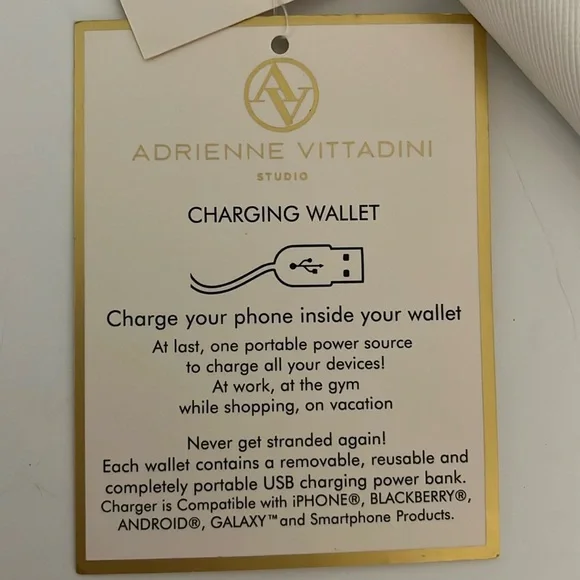 AV
ADRIENNE VITTADINI
STUDIO
CHARGING WALLET
Charge your phone inside your wallet
At last, one portable power source
to charge all your devices!
At work, at the gym
while shopping, on vacation
Never get stranded again!
Each wallet contains a removable, reusable and
completely portable USB charging power bank.
Charger is Compatible with iPHONE®, BLACKBERRY®,
ANDROID®, GALAXY™ and Smartphone Products.